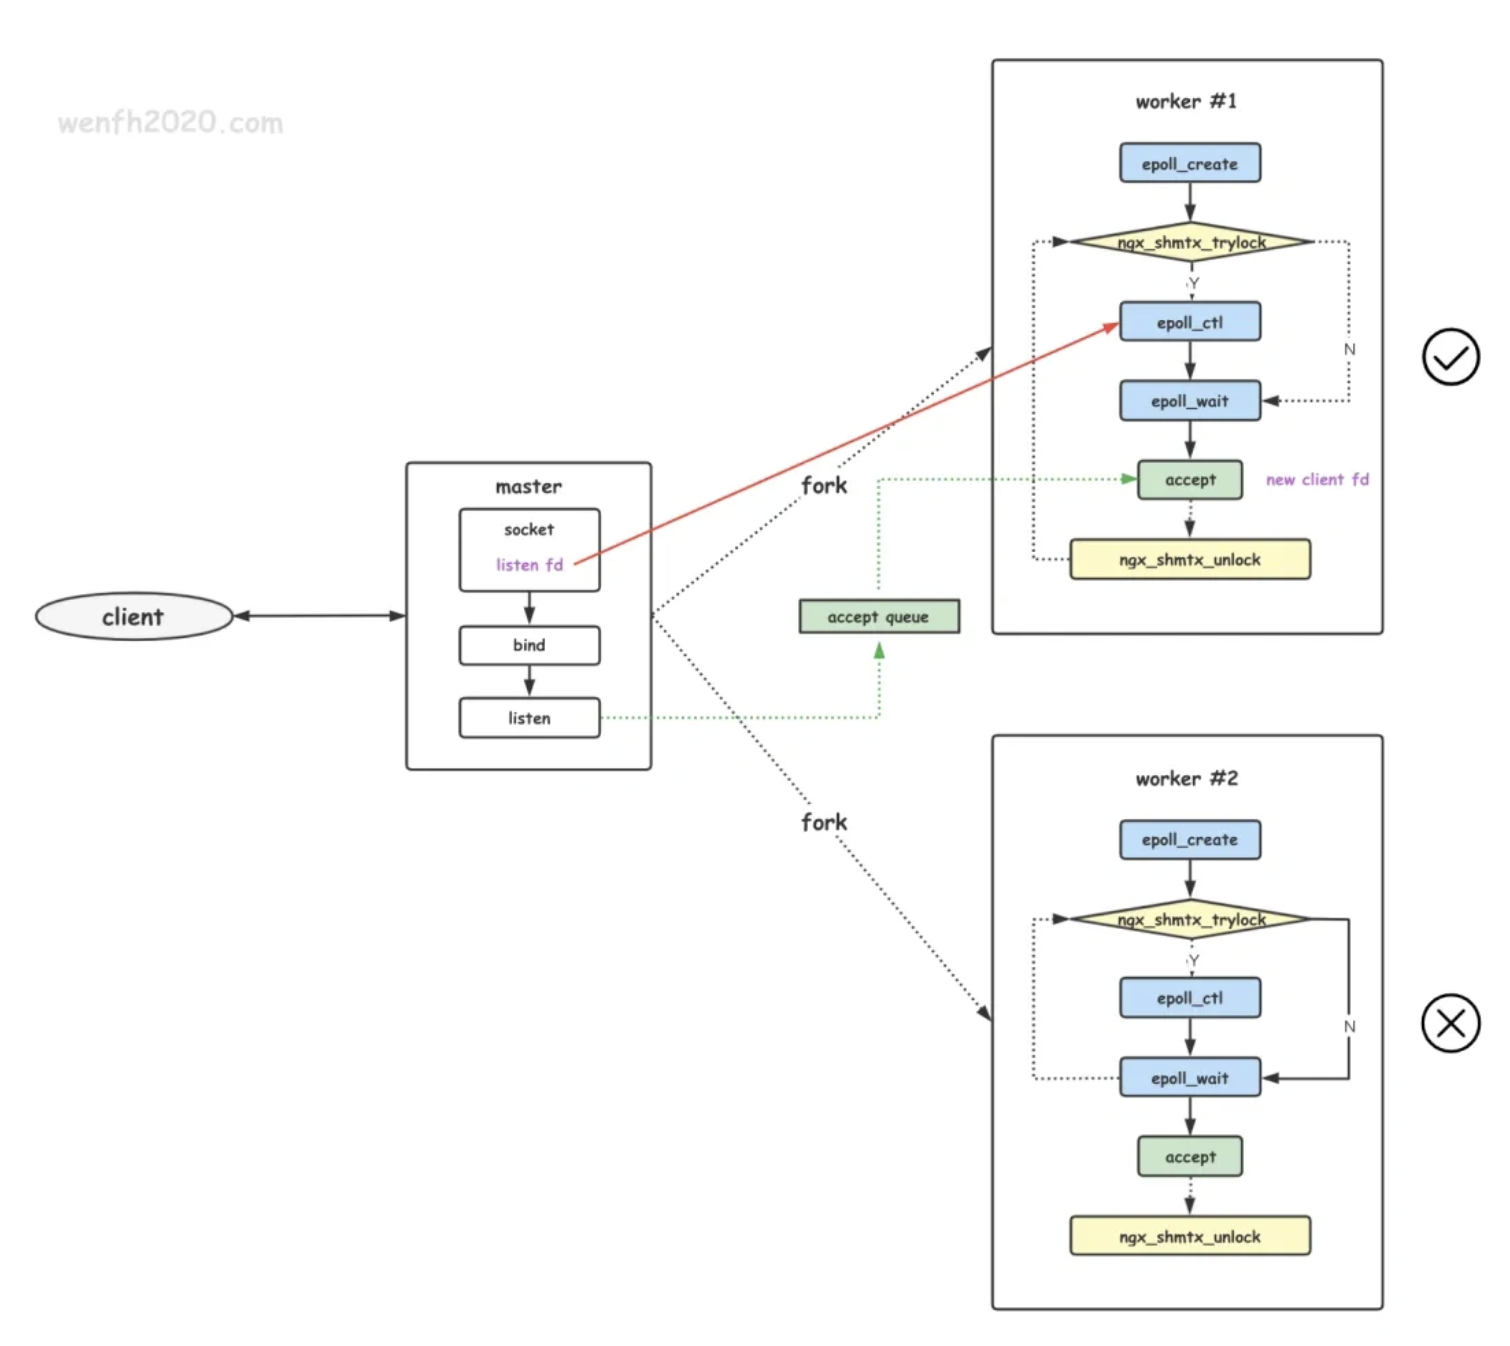 wenfh2020.com
client
master
socket
listen fd
bind
listen
fork
fork
accept queue
worker #1
epoll_create
ngx_shmtx_trylock
Y
N
epoll_ctl
epoll_wait
accept
new client fd
ngx_shmtx_unlock
worker #2
epoll_create
ngx_shmtx_trylock
Y
N
epoll_ctl
epoll_wait
accept
ngx_shmtx_unlock